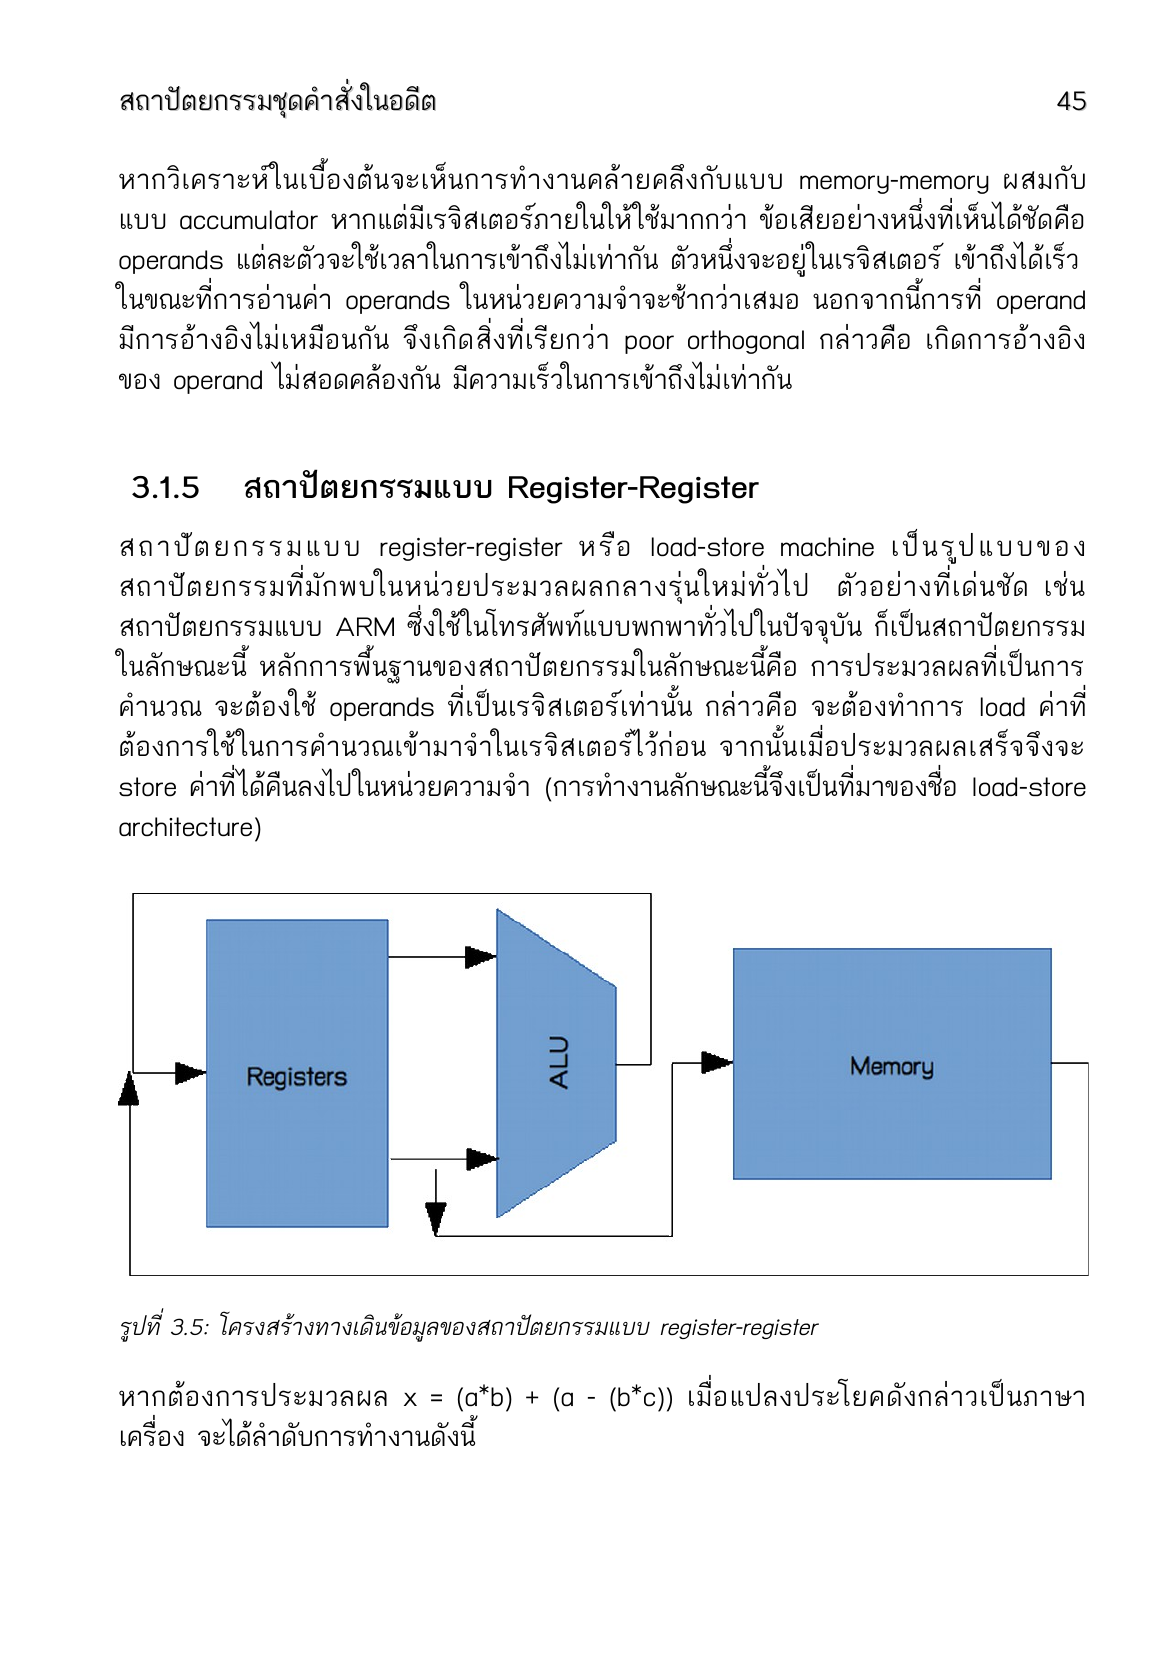 สถาปัตยกรรมชุดคำสั่งในอดีต 45
หากวิเคราะห์ในเบื้องต้นจะเห็นการทำงานคล้ายคลึงกับแบบ memory-memory ผสมกับ
แบบ accumulator หากแต่มีเรจิสเตอร์ภายในให้ใช้มากกว่า ข้อเสียอย่างหนึ่งที่เห็นได้ชัดคือ
operands แต่ละตัวจะใช้เวลาในการเข้าถึงไม่เท่ากัน ตัวหนึ่งจะอยู่ในเรจิสเตอร์ เข้าถึงได้เร็ว
ในขณะที่การอ่านค่า operands ในหน่วยความจำจะช้ากว่าเสมอ นอกจากนี้การที่ operand
มีการอ้างอิงไม่เหมือนกัน จึงเกิดสิ่งที่เรียกว่า poor orthogonal กล่าวคือ เกิดการอ้างอิง
ของ operand ไม่สอดคล้องกัน มีความเร็วในการเข้าถึงไม่เท่ากัน
3.1.5 สถาปัตยกรรมแบบ Register-Register
สถาปัตยกรรมแบบ register-register หรือ load-store machine เป็นรูปแบบของ
สถาปัตยกรรมที่มักพบในหน่วยประมวลผลกลางรุ่นใหม่ทั่วไป ตัวอย่างที่เด่นชัด เช่น
สถาปัตยกรรมแบบ ARM ซึ่งใช้ในโทรศัพท์แบบพกพาทั่วไปในปัจจุบัน ก็เป็นสถาปัตยกรรม
ในลักษณะนี้ หลักการพื้นฐานของสถาปัตยกรรมในลักษณะนี้คือ การประมวลผลที่เป็นการ
คำนวณ จะต้องใช้ operands ที่เป็นเรจิสเตอร์เท่านั้น กล่าวคือ จะต้องทำการ load ค่าที่
ต้องการใช้ในการคำนวณเข้ามาจำในเรจิสเตอร์ไว้ก่อน จากนั้นเมื่อประมวลผลเสร็จจึงจะ
store ค่าที่ได้คืนลงไปในหน่วยความจำ (การทำงานลักษณะนี้จึงเป็นที่มาของชื่อ load-store
architecture)
Registers
ALU
Memory
รูปที่ 3.5: โครงสร้างทางเดินข้อมูลของสถาปัตยกรรมแบบ register-register
หากต้องการประมวลผล x = (a*b) + (a - (b*c)) เมื่อแปลงประโยคดังกล่าวเป็นภาษา
เครื่อง จะได้ลำดับการทำงานดังนี้